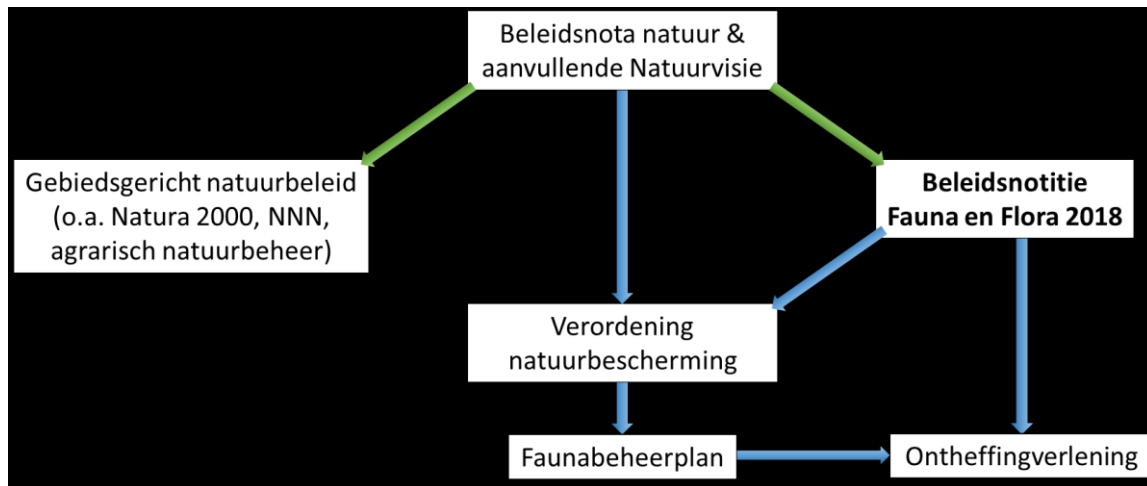 Beleidsnota natuur &
aanvullende Natuurvisie
Gebiedsgericht natuurbeleid
(o.a. Natura 2000, NNN,
agrarisch natuurbeheer)
Beleidsnotitie
Fauna en Flora 2018
Verordening
natuurbescherming
Faunabeheerplan
Ontheffingverlening